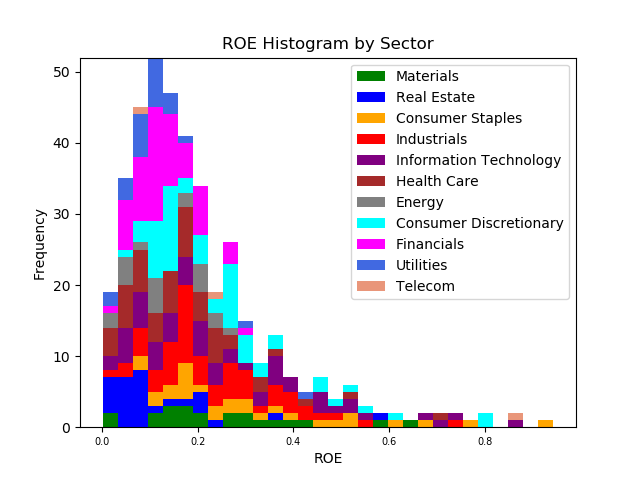 ROE Histogram by Sector
50
40
30
20
10
0
Frequency
Materials
Real Estate
Consumer Staples
Industrials
Information Technology
Health Care
Energy
Consumer Discretionary
Financials
Utilities
Telecom
0.0 0.2 0.4 0.6 0.8
ROE